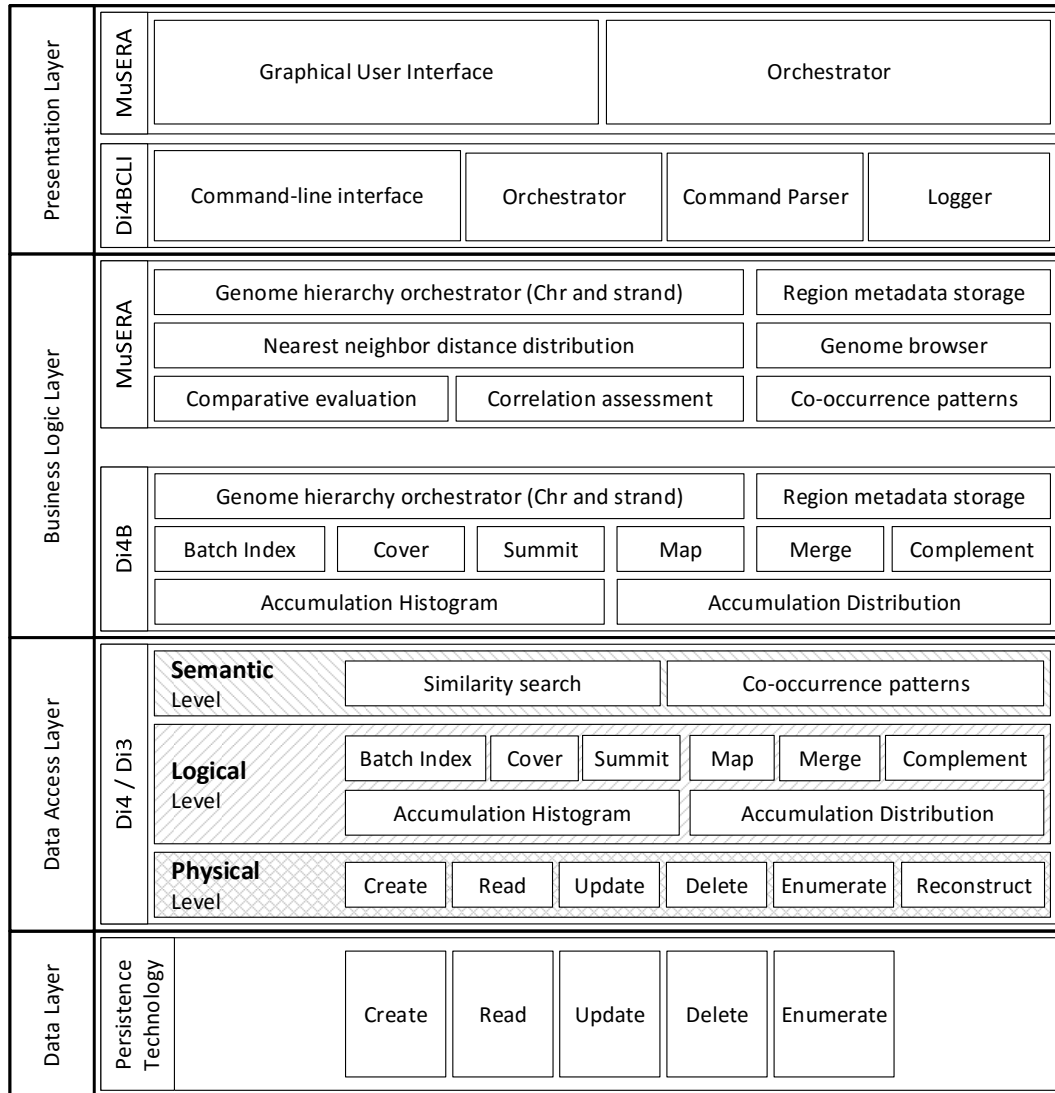 Presentation Layer
MuSERA
Graphical User Interface
Orchestrator
Di4BCLI
Command-line interface
Orchestrator
Command Parser
Logger
Business Logic Layer
MuSERA
Genome hierarchy orchestrator (Chr and strand)
Region metadata storage
Nearest neighbor distance distribution
Genome browser
Comparative evaluation
Correlation assessment
Co-occurrence patterns
Di4B
Genome hierarchy orchestrator (Chr and strand)
Region metadata storage
Batch Index
Cover
Summit
Map
Merge
Complement
Accumulation Histogram
Accumulation Distribution
Data Access Layer
Di4 / Di3
Semantic
Level
Similarity search
Co-occurrence patterns
Logical
Level
Batch Index
Cover
Summit
Map
Merge
Complement
Accumulation Histogram
Accumulation Distribution
Physical
Level
Create
Read
Update
Delete
Enumerate
Reconstruct
Data Layer
Persistence
Technology
Create
Read
Update
Delete
Enumerate